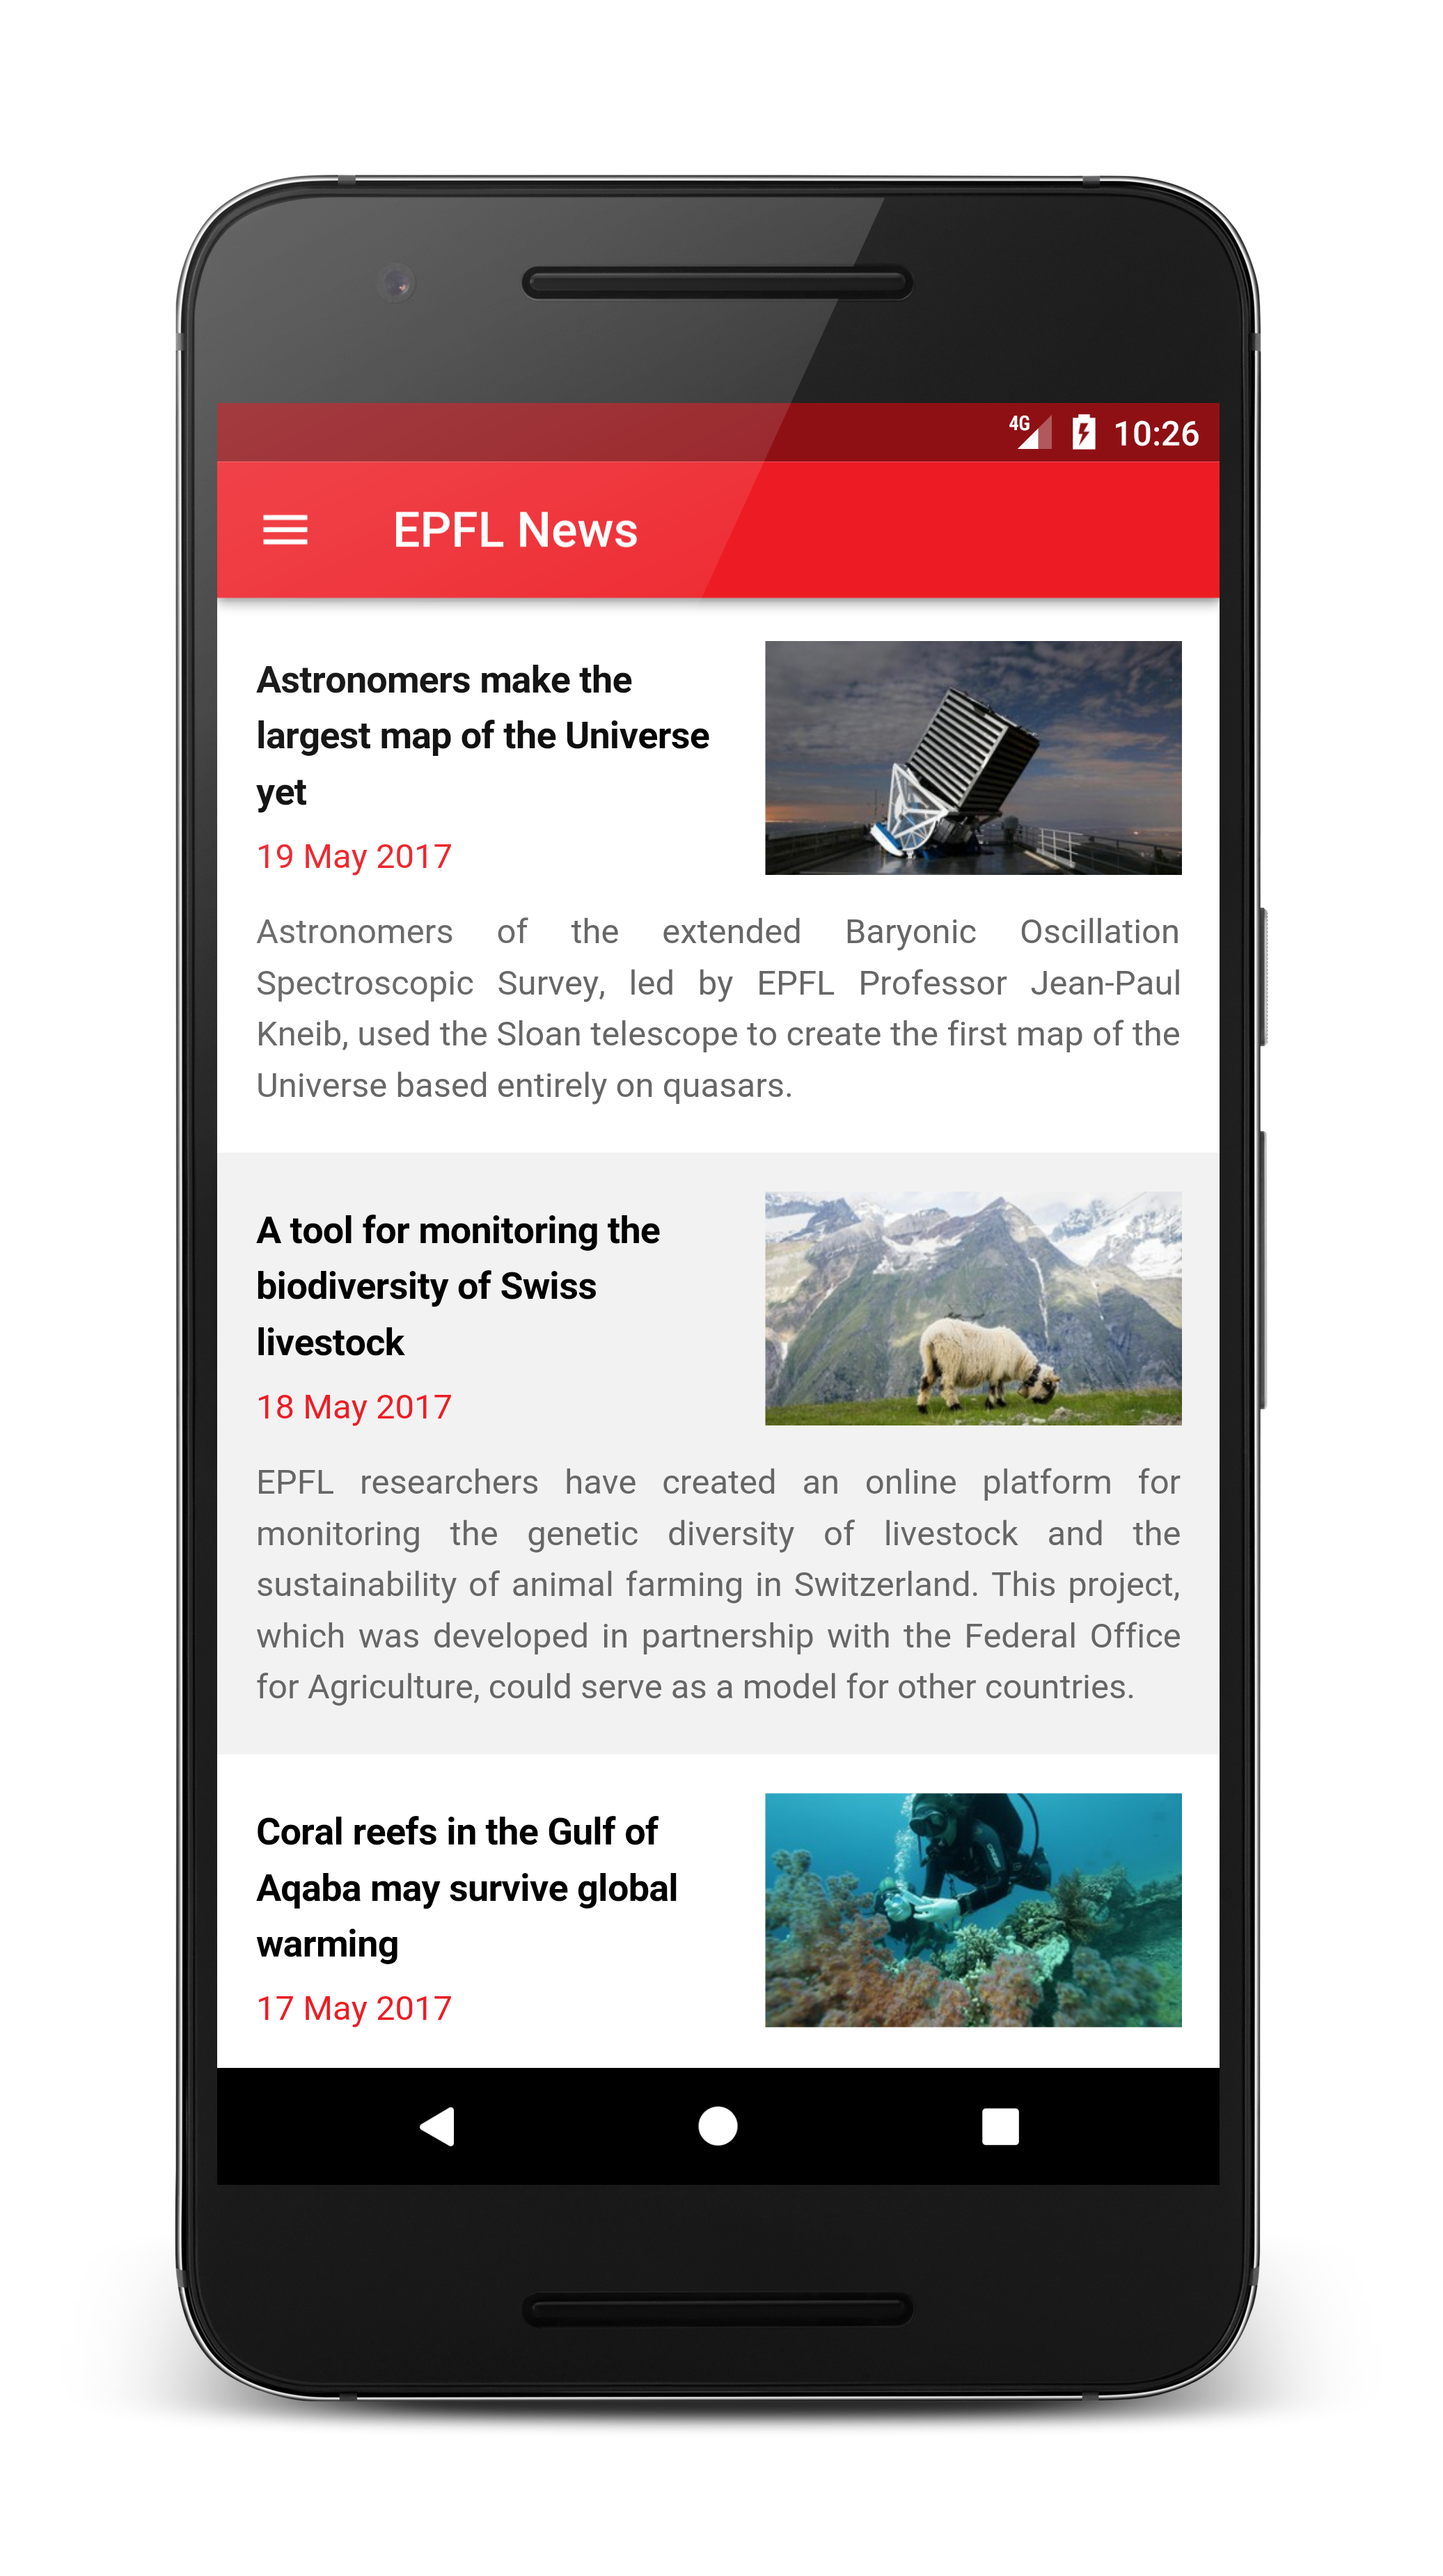 4G 10:26
EPFL News
Astronomers make the
largest map of the Universe
yet
19 May 2017
Astronomers of the extended Baryonic Oscillation
Spectroscopic Survey, led by EPFL Professor Jean-Paul
Kneib, used the Sloan telescope to create the first map of the
Universe based entirely on quasars.
A tool for monitoring the
biodiversity of Swiss
livestock
18 May 2017
EPFL researchers have created an online platform for
monitoring the genetic diversity of livestock and the
sustainability of animal farming in Switzerland. This project,
which was developed in partnership with the Federal Office
for Agriculture, could serve as a model for other countries.
Coral reefs in the Gulf of
Aqaba may survive global
warming
17 May 2017